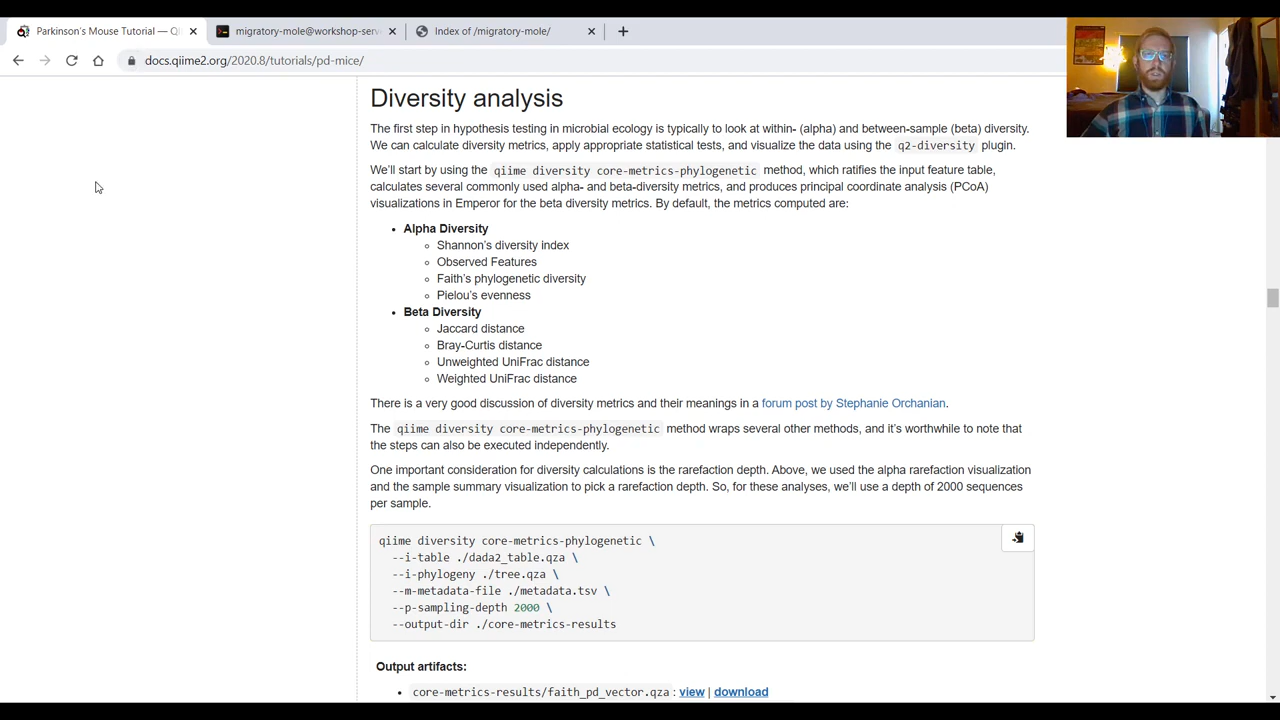 Parkinson's Mouse Tutorial — Q
migratory-mole@workshop-ser
Index of /migratory-mole/
docs.qiime2.org/2020.8/tutorials/pd-mice/
Diversity analysis
The first step in hypothesis testing in microbial ecology is typically to look at within- (alpha) and between-sample (beta) diversity.
We can calculate diversity metrics, apply appropriate statistical tests, and visualize the data using the q2-diversity plugin.
We'll start by using the qiime diversity core-metrics-phylogenetic method, which ratifies the input feature table,
calculates several commonly used alpha- and beta-diversity metrics, and produces principal coordinate analysis (PCoA)
visualizations in Emperor for the beta diversity metrics. By default, the metrics computed are:
• Alpha Diversity
◦ Shannon's diversity index
◦ Observed Features
◦ Faith's phylogenetic diversity
◦ Pielou's evenness
• Beta Diversity
◦ Jaccard distance
◦ Bray-Curtis distance
◦ Unweighted UniFrac distance
◦ Weighted UniFrac distance
There is a very good discussion of diversity metrics and their meanings in a forum post by Stephanie Orchanian.
The qiime diversity core-metrics-phylogenetic method wraps several other methods, and it's worthwhile to note that
the steps can also be executed independently.
One important consideration for diversity calculations is the rarefaction depth. Above, we used the alpha rarefaction visualization
and the sample summary visualization to pick a rarefaction depth. So, for these analyses, we'll use a depth of 2000 sequences
per sample.
qiime diversity core-metrics-phylogenetic \
--i-table ./dada2_table.qza \
--i-phylogeny ./tree.qza \
--m-metadata-file ./metadata.tsv \
--p-sampling-depth 2000 \
--output-dir ./core-metrics-results
Output artifacts:
• core-metrics-results/faith_pd_vector.qza : view | download